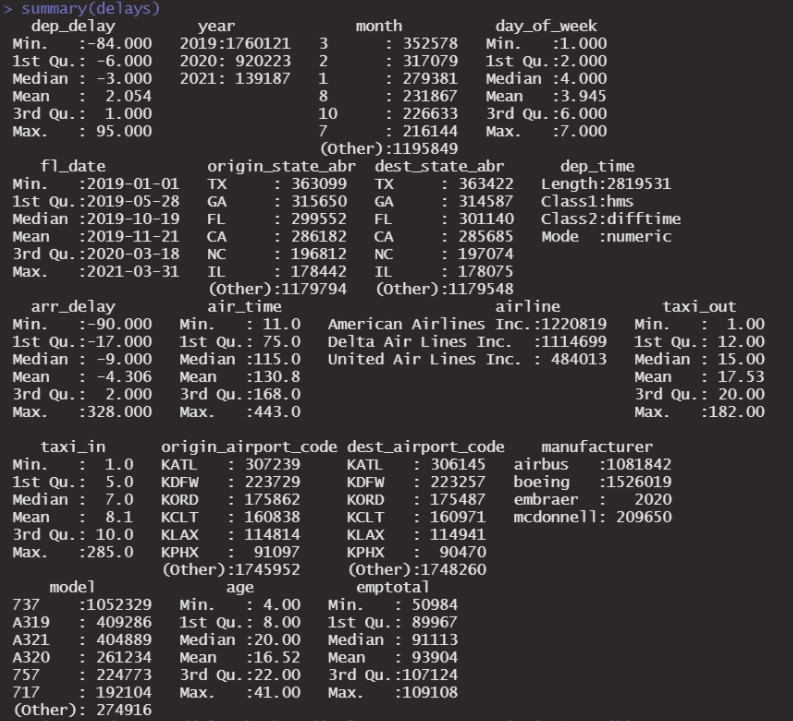 > summary(delays)
   dep_delay         year             month          day_of_week
 Min.   :-84.000   2019:1760121   3      : 352578   Min.   :1.000
 1st Qu.: -6.000   2020: 920223   2      : 317079   1st Qu.:2.000
 Median : -3.000   2021: 139187   1      : 279381   Median :4.000
 Mean   :  2.054                  8      : 231867   Mean   :3.945
 3rd Qu.:  1.000                  10     : 226633   3rd Qu.:6.000
 Max.   : 95.000                  7      : 216144   Max.   :7.000
                                  (Other):1195849
    fl_date           origin_state_abr  dest_state_abr     dep_time
 Min.   :2019-01-01   TX     : 363099   TX     : 363422   Length:2819531
 1st Qu.:2019-05-28   GA     : 315650   GA     : 314587   Class1:hms
 Median :2019-10-19   FL     : 299552   FL     : 301140   Class2:difftime
 Mean   :2019-11-21   CA     : 286182   CA     : 285685   Mode  :numeric
 3rd Qu.:2020-03-18   NC     : 196812   NC     : 197074
 Max.   :2021-03-31   IL     : 178442   IL     : 178075
                      (Other):1179794   (Other):1179548
   arr_delay          air_time                       airline           taxi_out
 Min.   :-90.000   Min.   : 11.0   American Airlines Inc.:1220819   Min.   :  1.00
 1st Qu.:-17.000   1st Qu.: 75.0   Delta Air Lines Inc.  :1114699   1st Qu.: 12.00
 Median : -9.000   Median :115.0   United Air Lines Inc. : 484013   Median : 15.00
 Mean   : -4.306   Mean   :130.8                                    Mean   : 17.53
 3rd Qu.:  2.000   3rd Qu.:168.0                                    3rd Qu.: 20.00
 Max.   :328.000   Max.   :443.0                                    Max.   :182.00
    taxi_in      origin_airport_code dest_airport_code    manufacturer
 Min.   :  1.0   KATL   : 307239     KATL   : 306145   airbus   :1081842
 1st Qu.:  5.0   KDFW   : 223729     KDFW   : 223257   boeing   :1526019
 Median :  7.0   KORD   : 175862     KORD   : 175487   embraer  :   2020
 Mean   :  8.1   KCLT   : 160838     KCLT   : 160971   mcdonnell: 209650
 3rd Qu.: 10.0   KLAX   : 114814     KLAX   : 114941
 Max.   :285.0   KPHX   :  91097     KPHX   :  90470
                 (Other):1745952     (Other):1748260
     model              age           emptotal
 737    :1052329   Min.   : 4.00   Min.   : 50984
 A319   : 409286   1st Qu.: 8.00   1st Qu.: 89967
 A321   : 404889   Median :20.00   Median : 91113
 A320   : 261234   Mean   :16.52   Mean   : 93904
 757    : 224773   3rd Qu.:22.00   3rd Qu.:107124
 717    : 192104   Max.   :41.00   Max.   :109108
 (Other): 274916